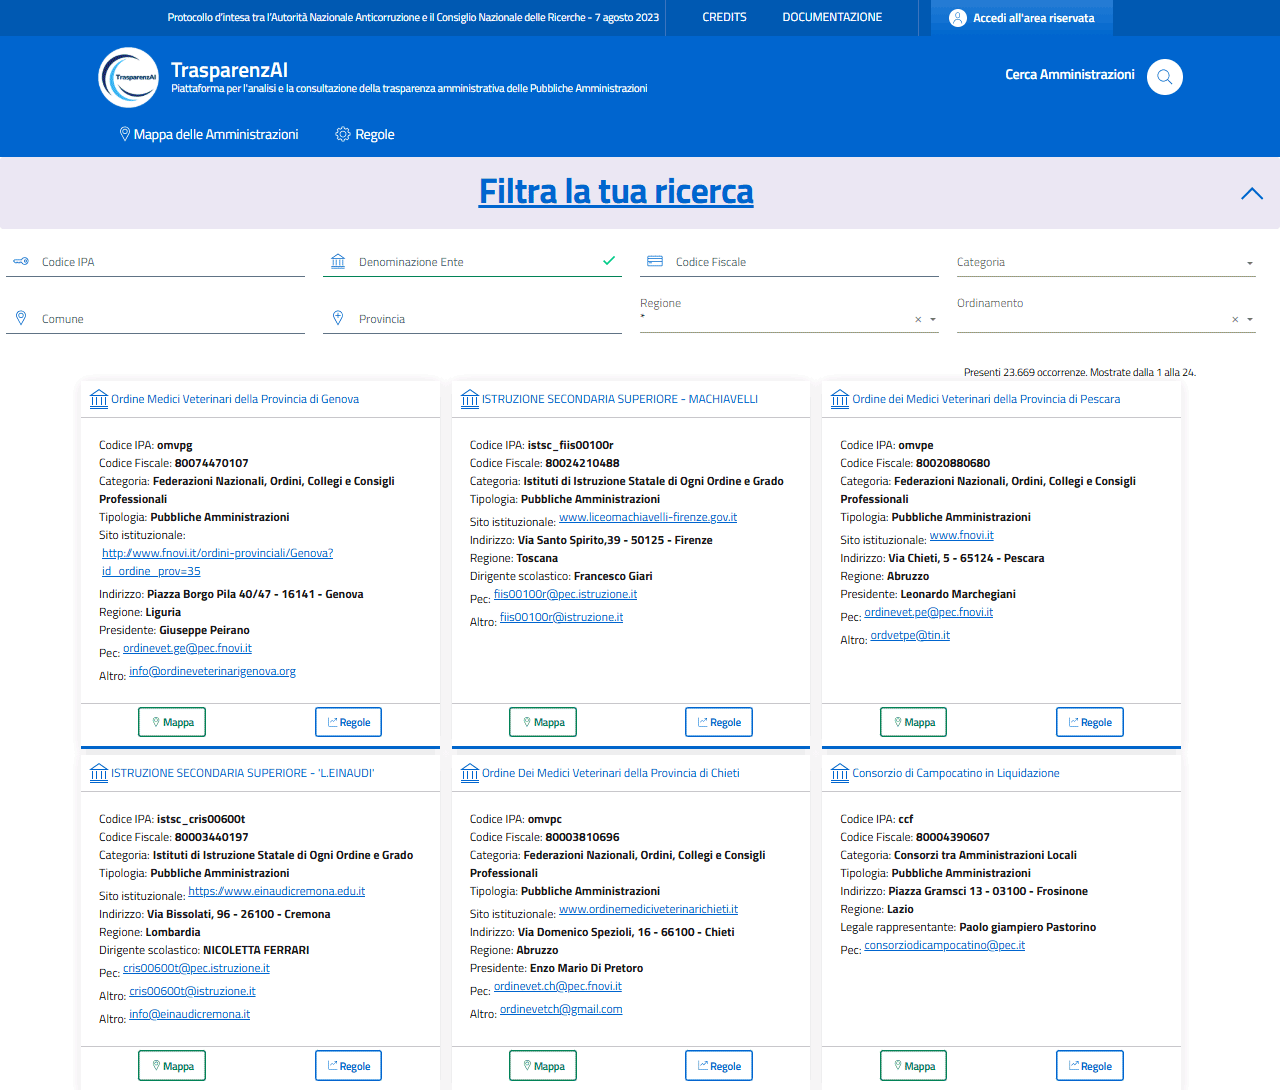 Protocollo d'intesa tra l'Autorità Nazionale Anticorruzione e il Consiglio Nazionale delle Ricerche - 7 agosto 2023
CREDITS
DOCUMENTAZIONE
Accedi all'area riservata
TrasparenzAI
TrasparenzAI
Piattaforma per l'analisi e la consultazione della trasparenza amministrativa delle Pubbliche Amministrazioni
Cerca Amministrazioni
Mappa delle Amministrazioni
Regole
Filtra la tua ricerca
Codice IPA
Denominazione Ente
Codice Fiscale
Categoria
Comune
Provincia
Regione
Ordinamento
Presenti 23.669 occorrenze. Mostrate dalla 1 alla 24.
Ordine Medici Veterinari della Provincia di Genova
Codice IPA: omvpg
Codice Fiscale: 80074470107
Categoria: Federazioni Nazionali, Ordini, Collegi e Consigli
Professionali
Tipologia: Pubbliche Amministrazioni
Sito istituzionale:
http://www.fnovi.it/ordini-provinciali/Genova?
id_ordine_prov=35
Indirizzo: Piazza Borgo Pila 40/47 - 16141 - Genova
Regione: Liguria
Presidente: Giuseppe Peirano
Pec: ordinevet.ge@pec.fnovi.it
Altro: info@ordineveterinarigenova.org
Mappa
Regole
ISTRUZIONE SECONDARIA SUPERIORE - MACHIAVELLI
Codice IPA: istsc_fiis00100r
Codice Fiscale: 80024210488
Categoria: Istituti di Istruzione Statale di Ogni Ordine e Grado
Tipologia: Pubbliche Amministrazioni
Sito istituzionale: www.liceomachiavelli-firenze.gov.it
Indirizzo: Via Santo Spirito,39 - 50125 - Firenze
Regione: Toscana
Dirigente scolastico: Francesco Giari
Pec: fiis00100r@pec.istruzione.it
Altro: fiis00100r@istruzione.it
Mappa
Regole
Ordine dei Medici Veterinari della Provincia di Pescara
Codice IPA: omvpe
Codice Fiscale: 80020880680
Categoria: Federazioni Nazionali, Ordini, Collegi e Consigli
Professionali
Tipologia: Pubbliche Amministrazioni
Sito istituzionale: www.fnovi.it
Indirizzo: Via Chieti, 5 - 65124 - Pescara
Regione: Abruzzo
Presidente: Leonardo Marchegiani
Pec: ordinevet.pe@pec.fnovi.it
Altro: ordvetpe@tin.it
Mappa
Regole
ISTRUZIONE SECONDARIA SUPERIORE - 'L.EINAUDI'
Codice IPA: istsc_cris00600t
Codice Fiscale: 80003440197
Categoria: Istituti di Istruzione Statale di Ogni Ordine e Grado
Tipologia: Pubbliche Amministrazioni
Sito istituzionale: https://www.einaudicremona.edu.it
Indirizzo: Via Bissolati, 96 - 26100 - Cremona
Regione: Lombardia
Dirigente scolastico: NICOLETTA FERRARI
Pec: cris00600t@pec.istruzione.it
Altro: cris00600t@istruzione.it
Altro: info@einaudicremona.it
Mappa
Regole
Ordine Dei Medici Veterinari della Provincia di Chieti
Codice IPA: omvpc
Codice Fiscale: 80003810696
Categoria: Federazioni Nazionali, Ordini, Collegi e Consigli
Professionali
Tipologia: Pubbliche Amministrazioni
Sito istituzionale: www.ordinemediciveterinarichieti.it
Indirizzo: Via Domenico Spezioli, 16 - 66100 - Chieti
Regione: Abruzzo
Presidente: Enzo Mario Di Pretoro
Pec: ordinevet.ch@pec.fnovi.it
Altro: ordinevetch@gmail.com
Mappa
Regole
Consorzio di Campocatino in Liquidazione
Codice IPA: ccf
Codice Fiscale: 80004390607
Categoria: Consorzi tra Amministrazioni Locali
Tipologia: Pubbliche Amministrazioni
Indirizzo: Piazza Gramsci 13 - 03100 - Frosinone
Regione: Lazio
Legale rappresentante: Paolo giampiero Pastorino
Pec: consorziodicampocatino@pec.it
Mappa
Regole